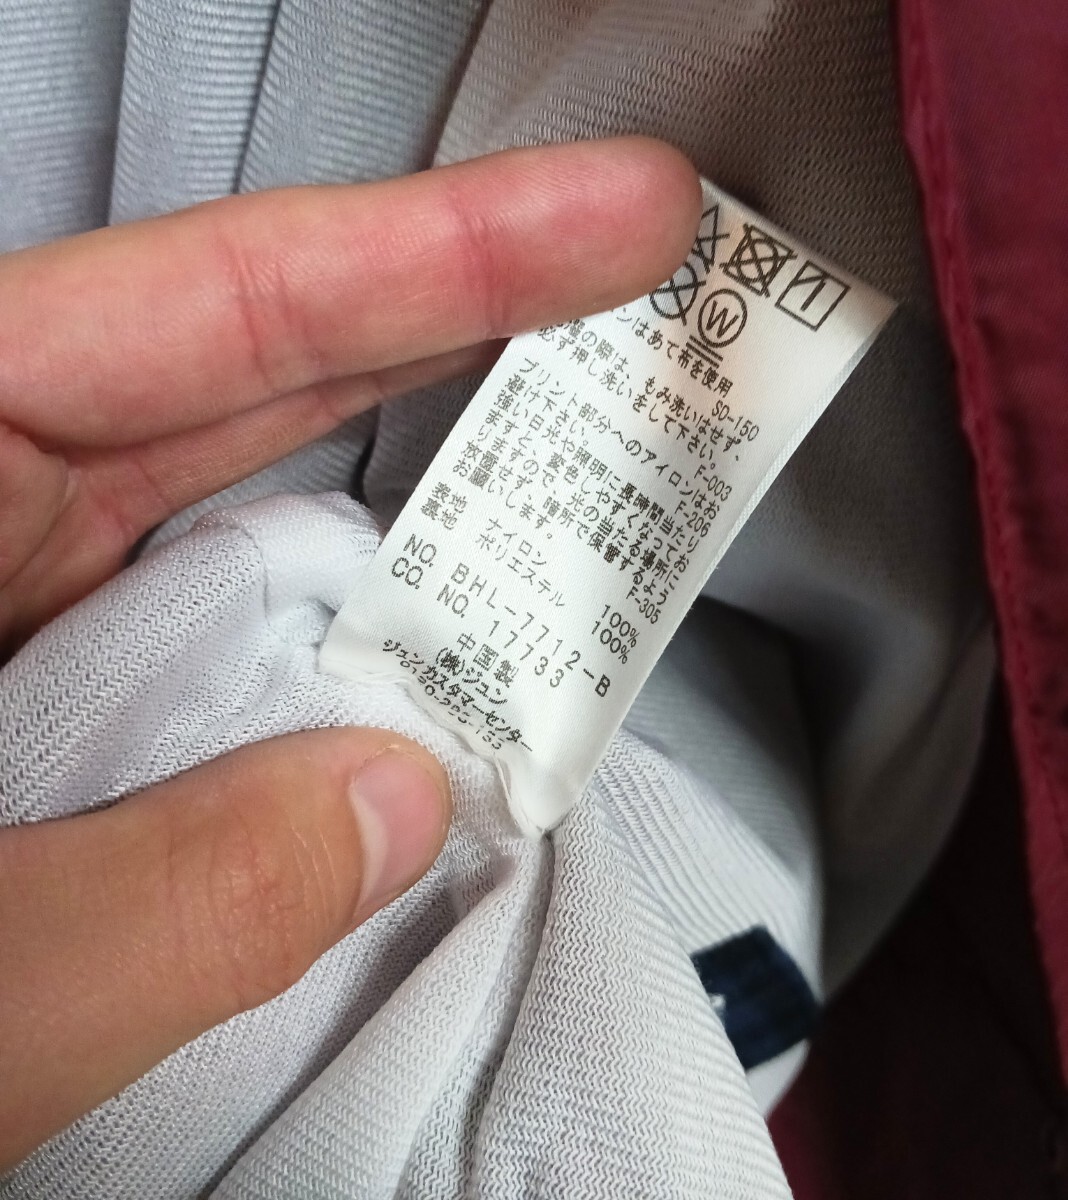 W
ンはあて布を使用
SD-150
の際は、もみ洗いはせず、
必ず押し洗いをして下さい。
F-003
プリント部分へのアイロンはお
避け下さい。
F-206
強い日光や照明に長時間当たり
ますと、変色しやすくなってお
りますので、光の当たる場所に
放置せず、暗所で保管するよう
お願いします。
F-305
表地 ナイロン 100%
裏地 ポリエステル 100%
NO. BHL-7712-B
CO. NO. 17733
中国製
(株)ジュン
ジュンカスタマーセンター